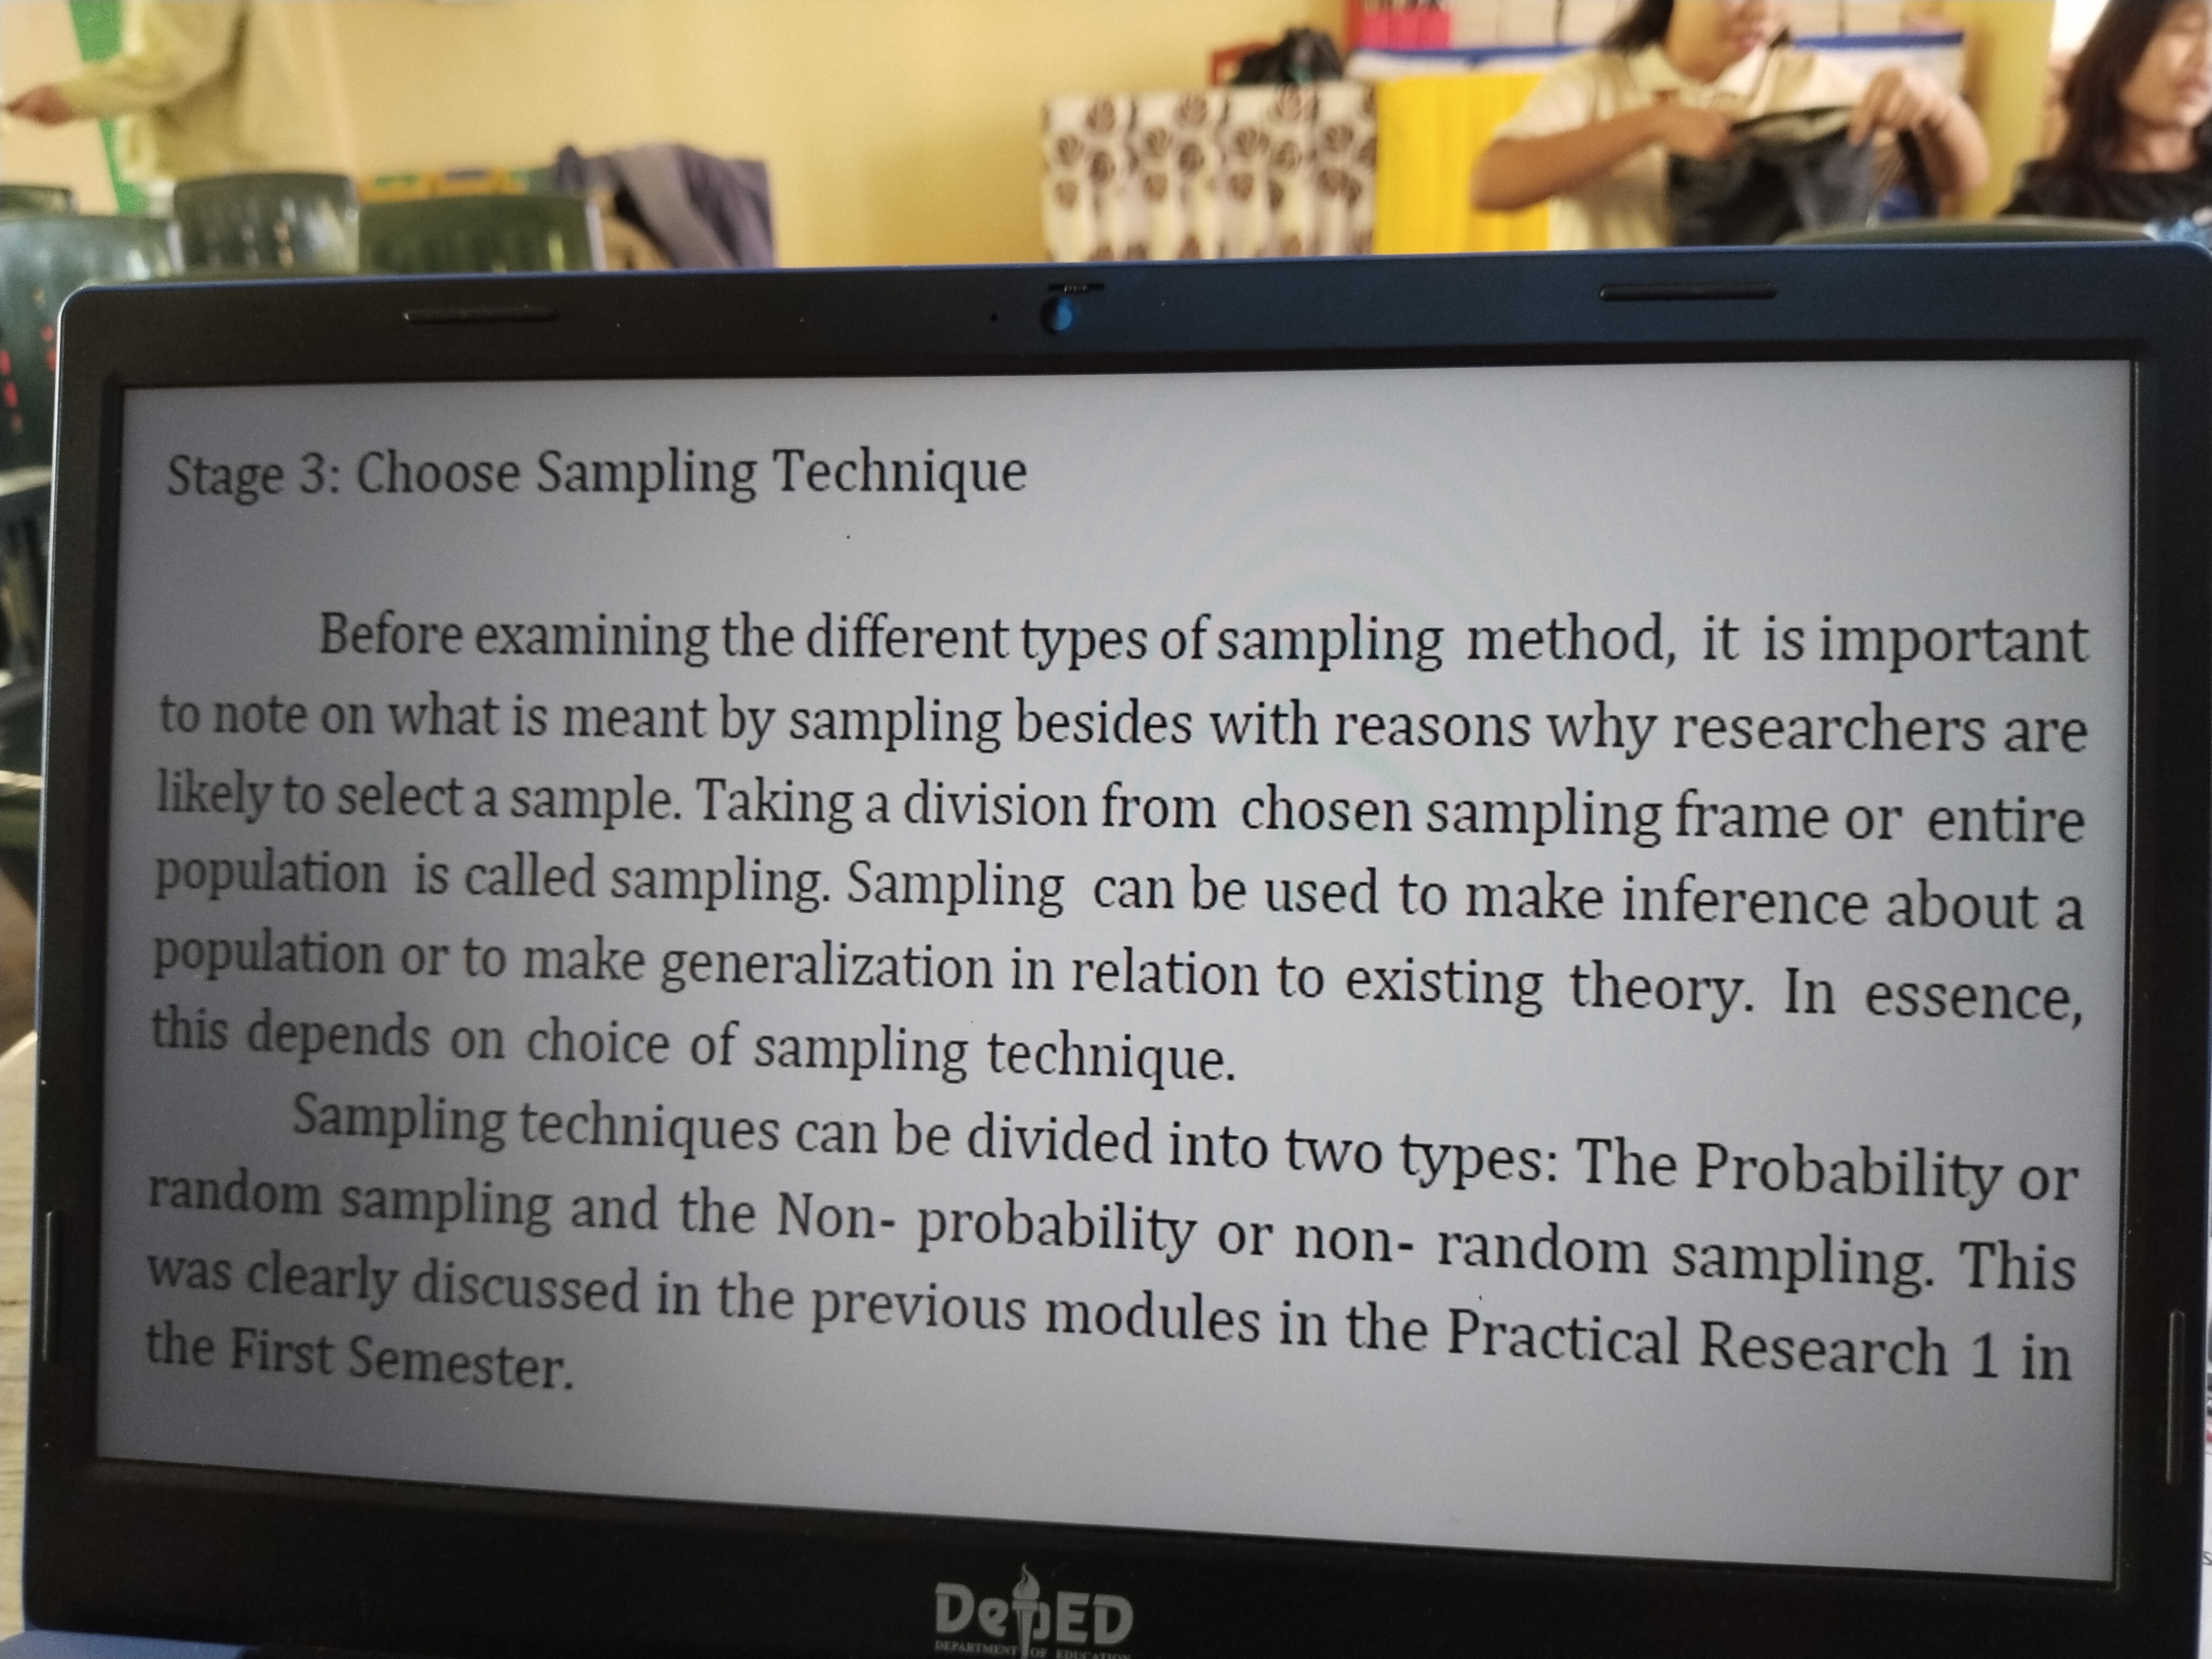 Stage 3: Choose Sampling Technique
Before examining the different types of sampling method, it is important
to note on what is meant by sampling besides with reasons why researchers are
likely to select a sample. Taking a division from chosen sampling frame or entire
population is called sampling. Sampling can be used to make inference about a
population or to make generalization in relation to existing theory. In essence,
this depends on choice of sampling technique.
Sampling techniques can be divided into two types: The Probability or
random sampling and the Non- probability or non- random sampling. This
was clearly discussed in the previous modules in the Practical Research 1 in
the First Semester.
DepED
DEPARTMENT OF EDUCATION